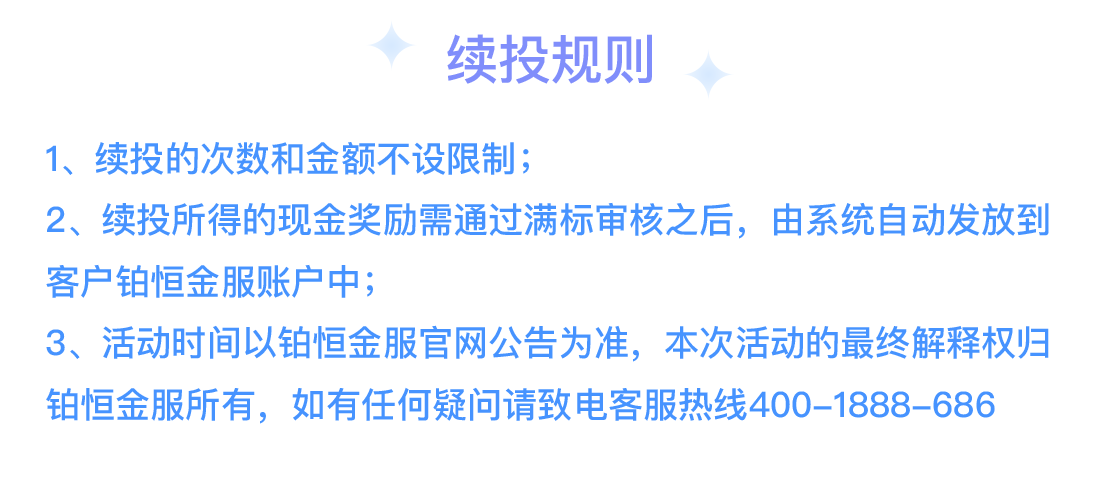 续投规则
1、续投的次数和金额不设限制；
2、续投所得的现金奖励需通过满标审核之后，由系统自动发放到
客户铂恒金服账户中；
3、活动时间以铂恒金服官网公告为准，本次活动的最终解释权归
铂恒金服所有，如有任何疑问请致电客服热线400-1888-686